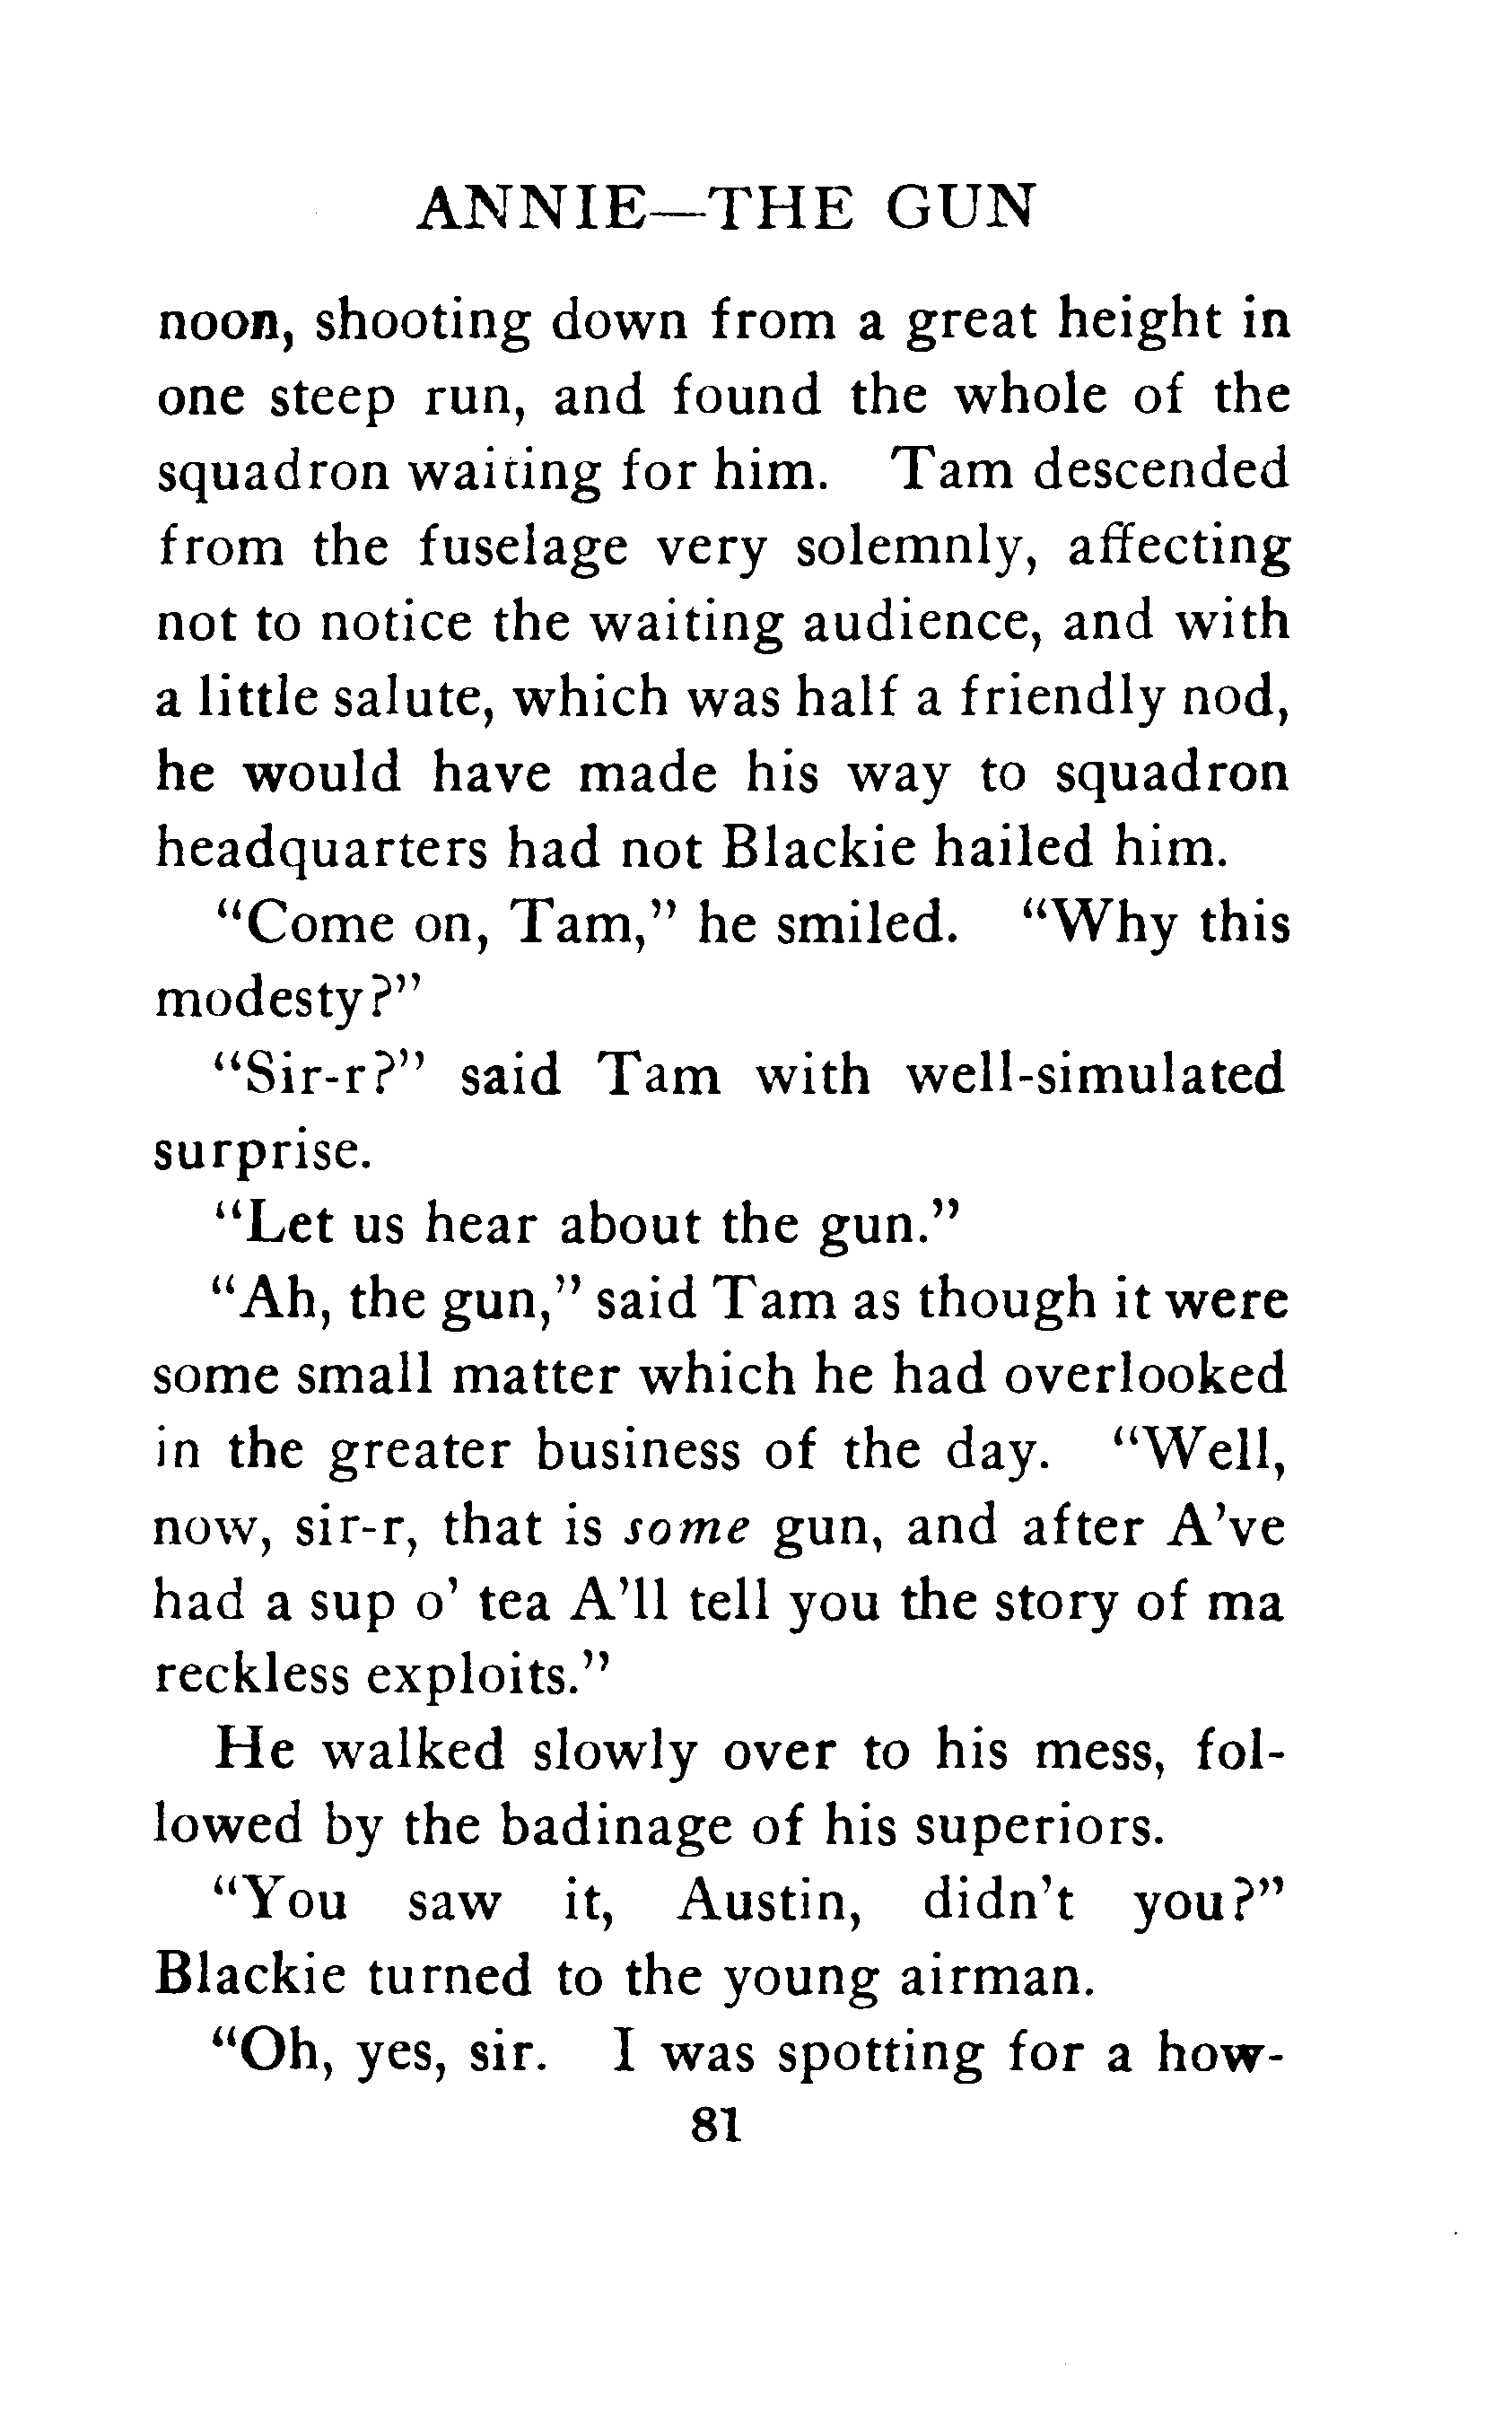 ANNIE—THE GUN
noon, shooting down from a great height in
one steep run, and found the whole of the
squadron waiting for him. Tam descended
from the fuselage very solemnly, affecting
not to notice the waiting audience, and with
a little salute, which was half a friendly nod,
he would have made his way to squadron
headquarters had not Blackie hailed him.
“Come on, Tam,” he smiled. “Why this
modesty?”
“Sir-r?” said Tam with well-simulated
surprise.
“Let us hear about the gun.”
“Ah, the gun,” said Tam as though it were
some small matter which he had overlooked
in the greater business of the day. “Well,
now, sir-r, that is some gun, and after A’ve
had a sup o’ tea A’ll tell you the story of ma
reckless exploits.”
He walked slowly over to his mess, fol-
lowed by the badinage of his superiors.
“You saw it, Austin, didn’t you?”
Blackie turned to the young airman.
“Oh, yes, sir. I was spotting for a how-
81